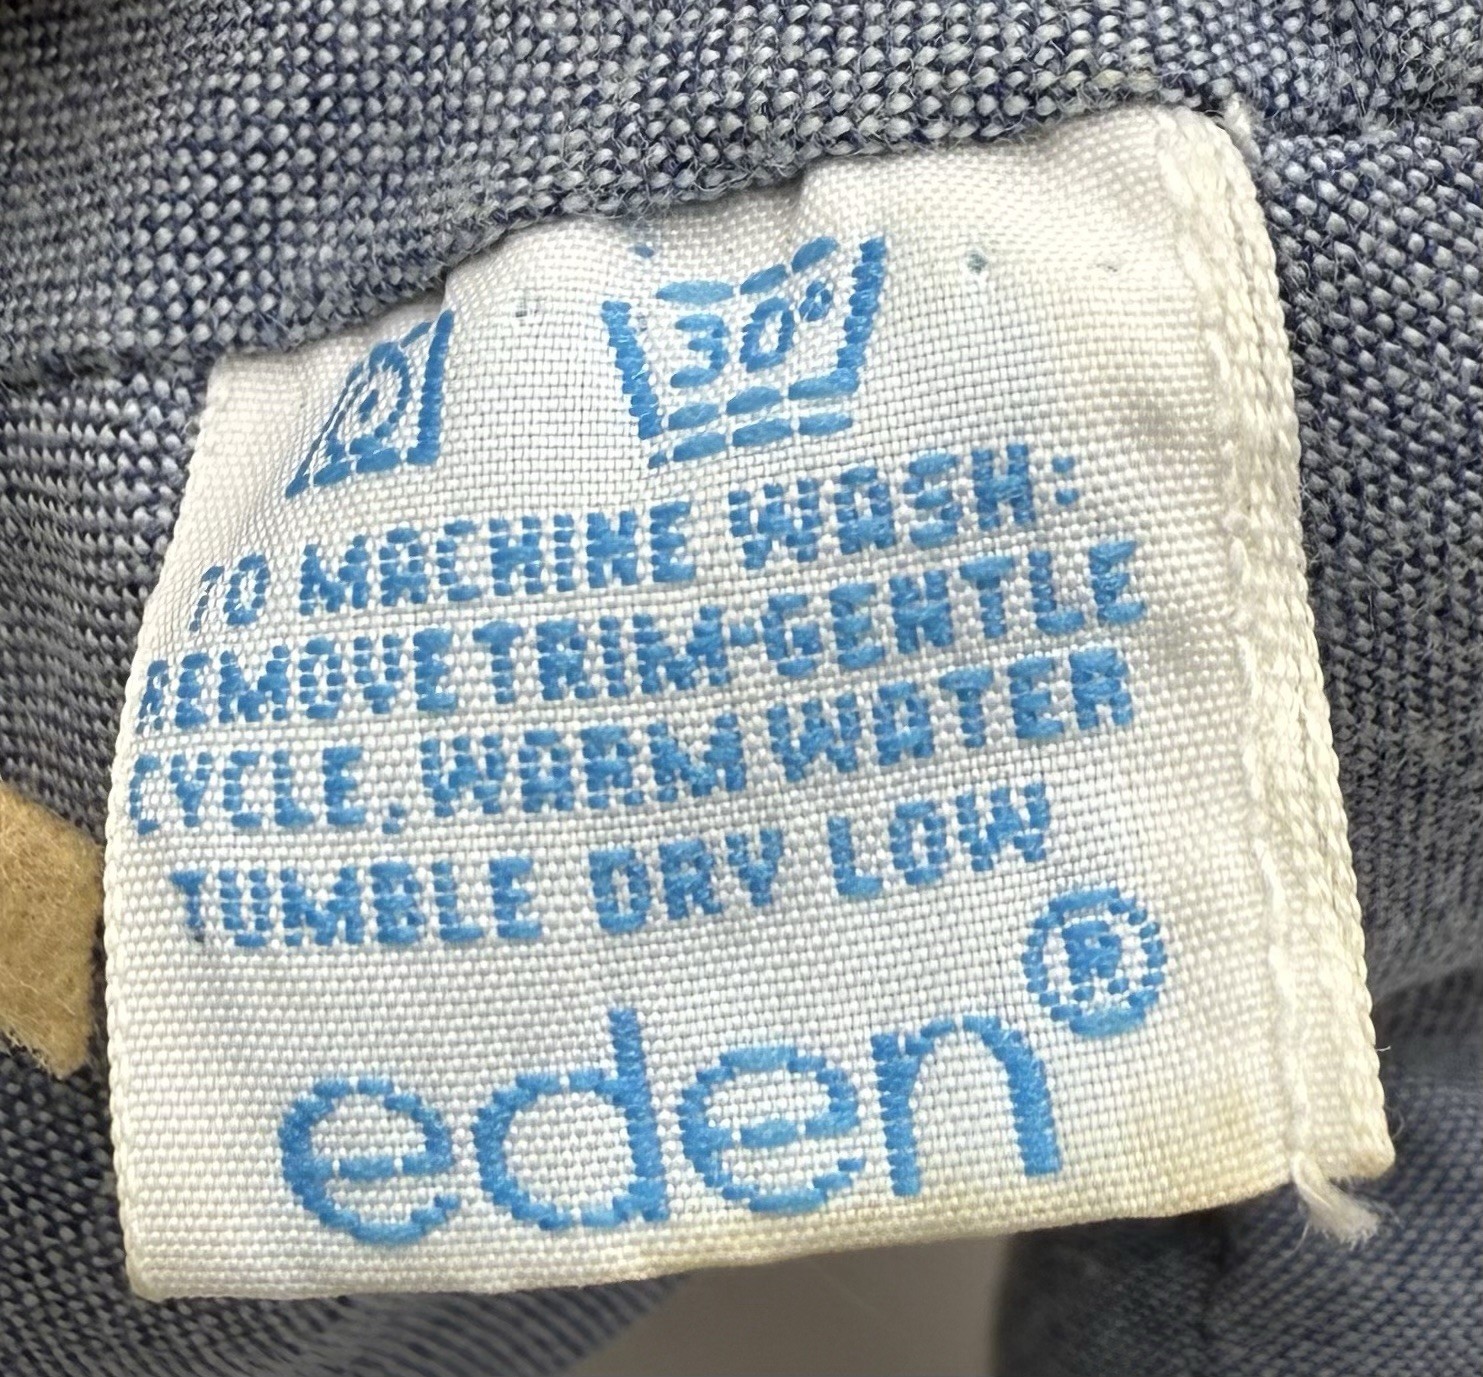 30°
TO MACHINE WASH:
REMOVE TRIM·GENTLE
CYCLE, WARM WATER
TUMBLE DRY LOW
eden®